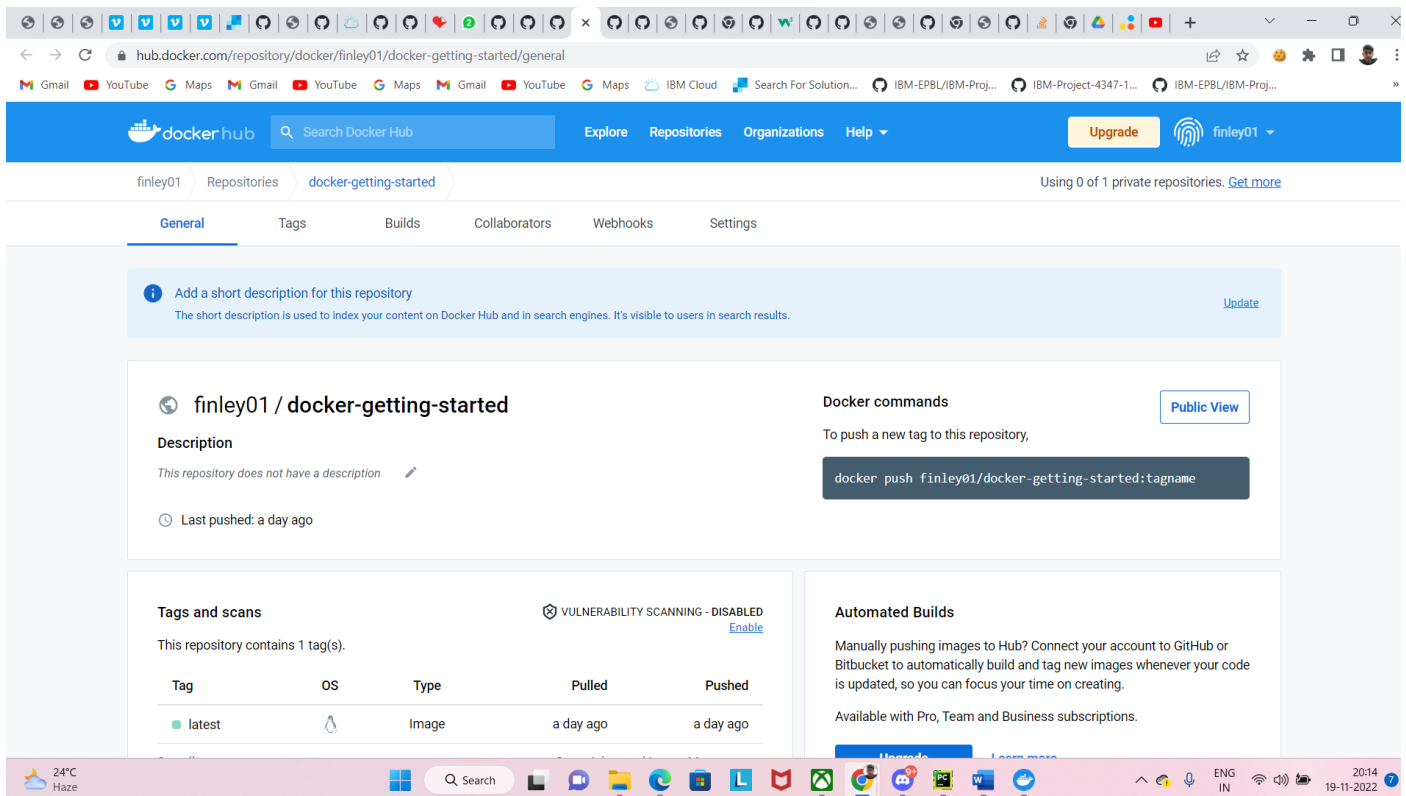 hub.docker.com/repository/docker/finley01/docker-getting-started/general
Gmail YouTube Maps Gmail YouTube Maps Gmail YouTube Maps IBM Cloud Search For Solution... IBM-EPBL/IBM-Proj... IBM-Project-4347-1... IBM-EPBL/IBM-Proj... »
dockerhub Search Docker Hub Explore Repositories Organizations Help Upgrade finley01
finley01 Repositories docker-getting-started Using 0 of 1 private repositories. Get more
General Tags Builds Collaborators Webhooks Settings
Add a short description for this repository
The short description is used to index your content on Docker Hub and in search engines. It's visible to users in search results.
Update
finley01 / docker-getting-started
Description
This repository does not have a description
Last pushed: a day ago
Docker commands
Public View
To push a new tag to this repository,
docker push finley01/docker-getting-started:tagname
Tags and scans
VULNERABILITY SCANNING - DISABLED
Enable
This repository contains 1 tag(s).
Tag OS Type Pulled Pushed
latest Image a day ago a day ago
Automated Builds
Manually pushing images to Hub? Connect your account to GitHub or
Bitbucket to automatically build and tag new images whenever your code
is updated, so you can focus your time on creating.
Available with Pro, Team and Business subscriptions.
Upgrade Learn more
24°C
Haze
Search
ENG
IN
20:14
19-11-2022
7